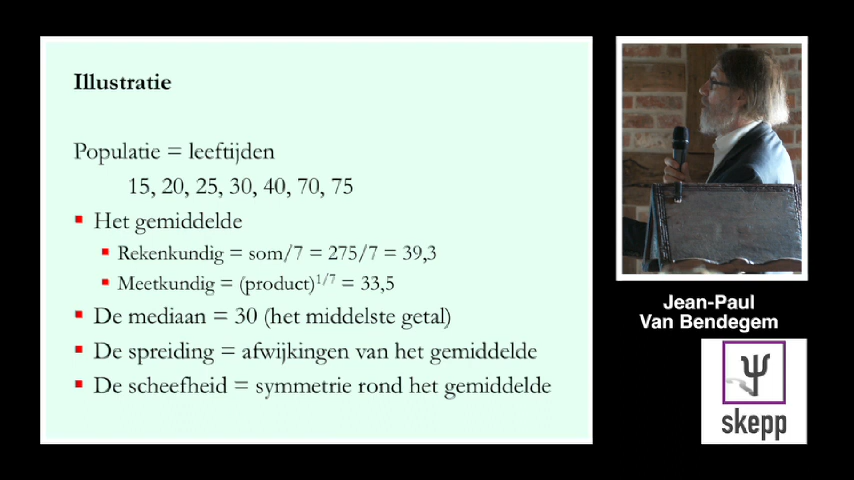 Illustratie
Populatie = leeftijden
15, 20, 25, 30, 40, 70, 75
Het gemiddelde
Rekenkundig = som/7 = 275/7 = 39,3
Meetkundig = (product)^1/7 = 33,5
De mediaan = 30 (het middelste getal)
De spreiding = afwijkingen van het gemiddelde
De scheefheid = symmetrie rond het gemiddelde
Jean-Paul
Van Bendegem
skepp